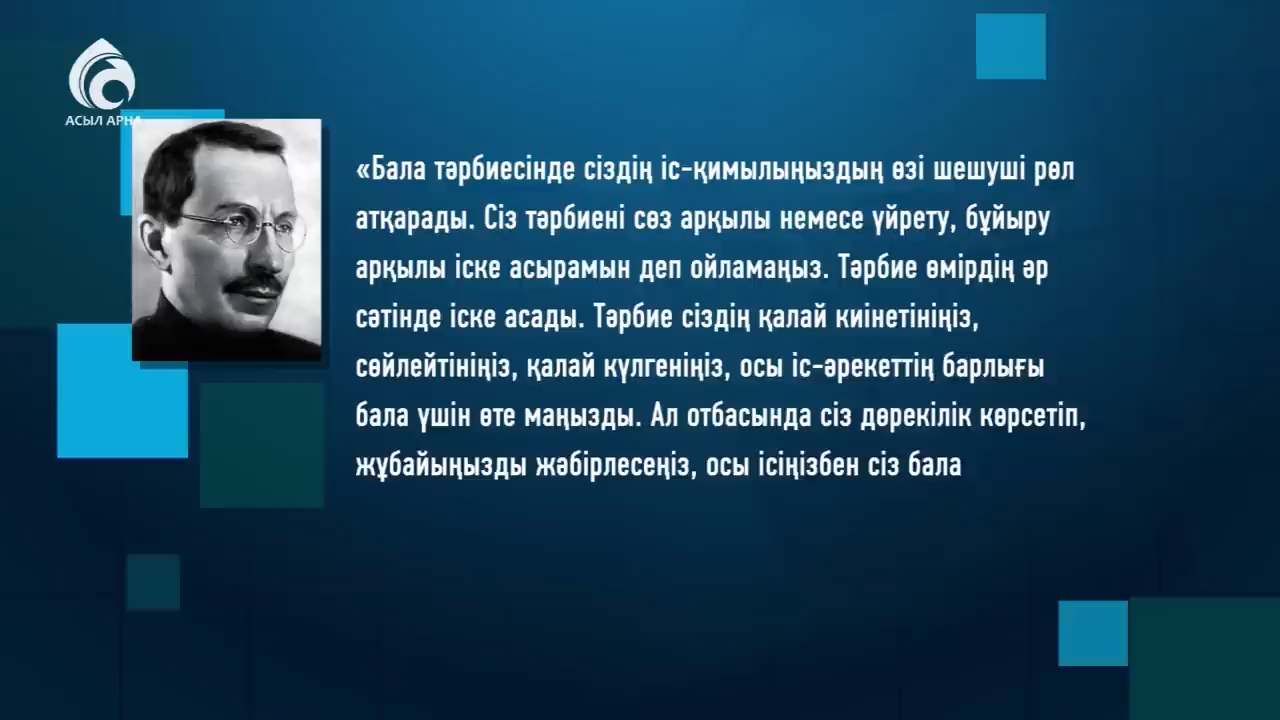 АСЫЛ АРНА
«Бала тәрбиесінде сіздің іс-қимылыңыздың өзі шешуші рөл
атқарады. Сіз тәрбиені сөз арқылы немесе үйрету, бұйыру
арқылы іске асырамын деп ойламаңыз. Тәрбие өмірдің әр
сәтінде іске асады. Тәрбие сіздің қалай киінетініңіз,
сөйлейтініңіз, қалай күлгеніңіз, осы іс-әрекеттің барлығы
бала үшін өте маңызды. Ал отбасында сіз дөрекілік көрсетіп,
жұбайыңызды жәбірлесеңіз, осы ісіңізбен сіз бала